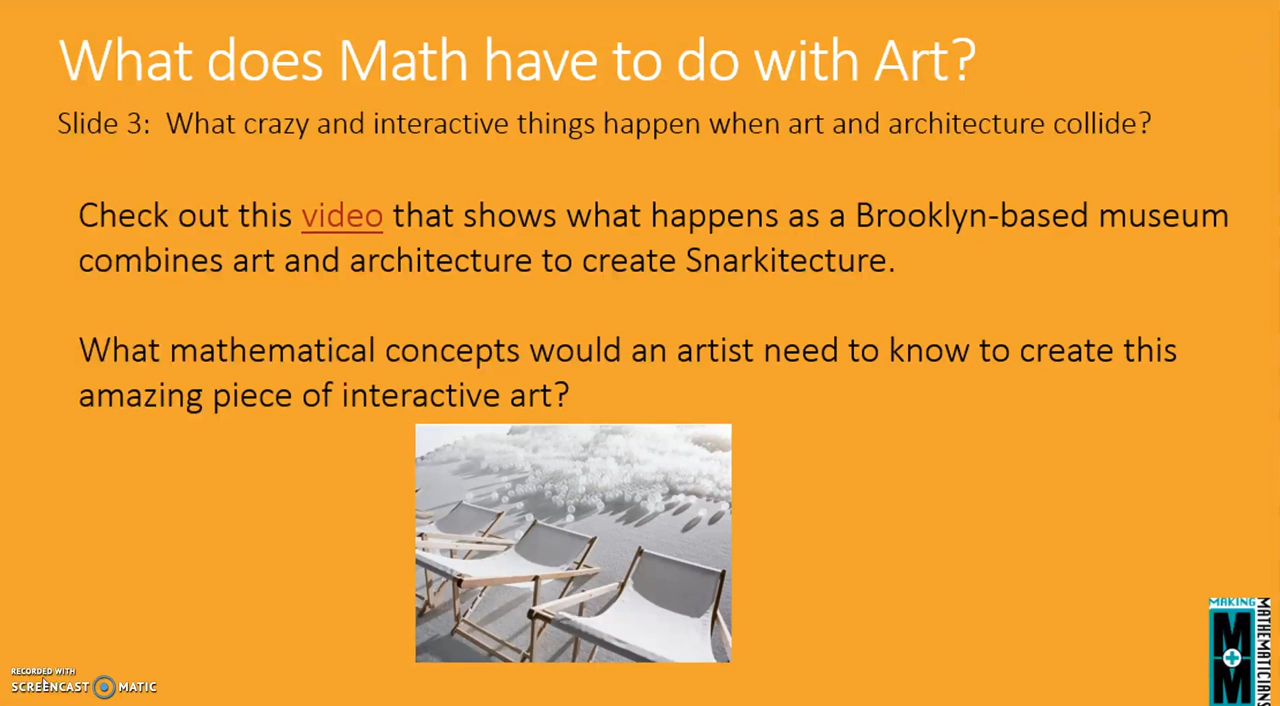 What does Math have to do with Art?
Slide 3:  What crazy and interactive things happen when art and architecture collide?
Check out this video that shows what happens as a Brooklyn-based museum
combines art and architecture to create Snarkitecture.
What mathematical concepts would an artist need to know to create this
amazing piece of interactive art?
RECORDED WITH
SCREENCAST MATIC
MAKING
MATHEMATICIANS
M+M